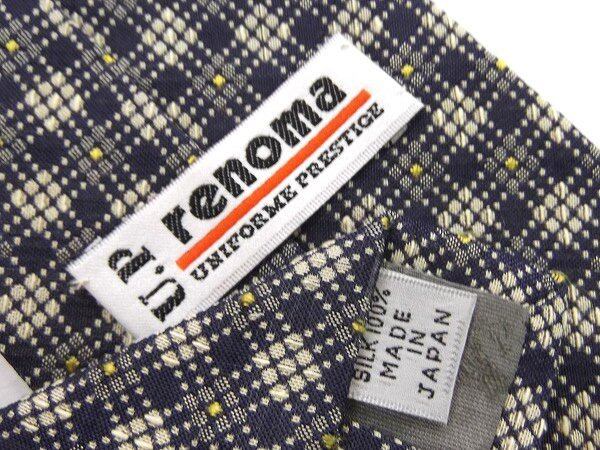 U.P
renoma
UNIFORME PRESTIGE
SILK 100%
MADE
IN
JAPAN